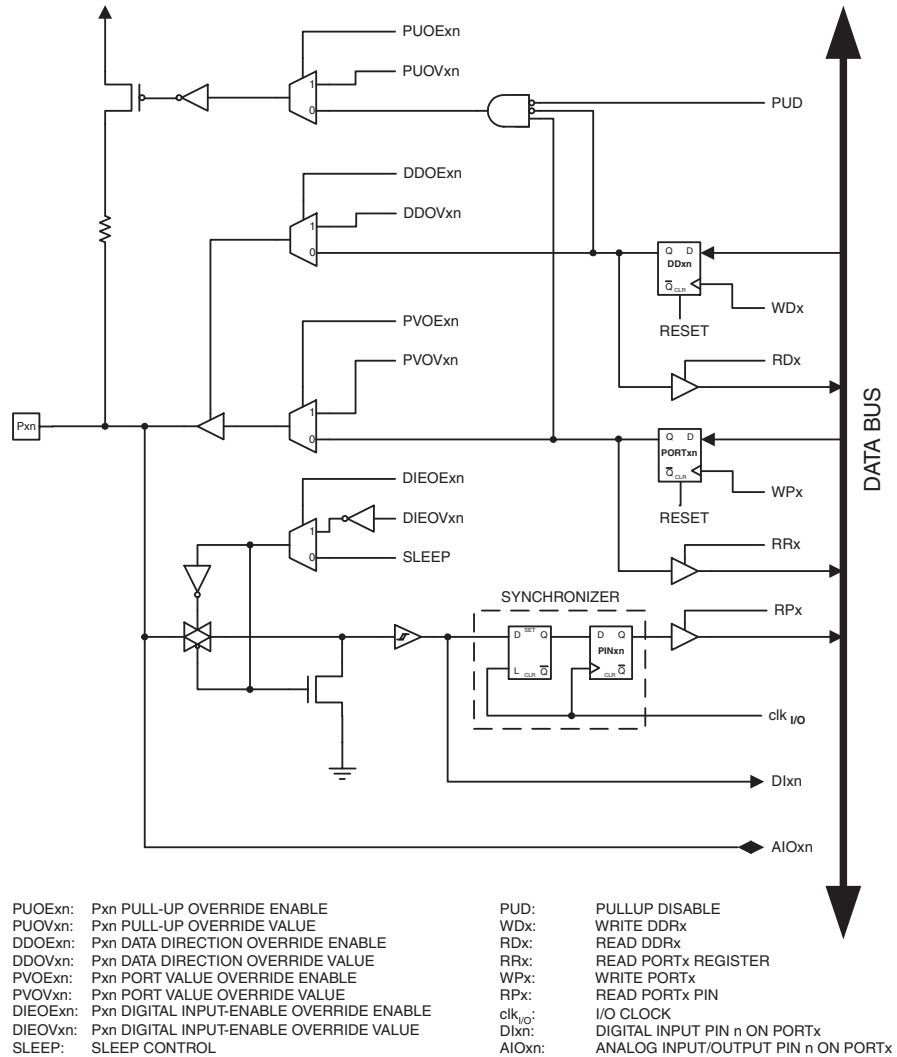 PUOExn
PUOVxn
1
0
PUD
DDOExn
DDOVxn
1
0
Q D
DDxn
Q CLR
WDx
RESET
RDx
PVOExn
PVOVxn
1
0
Pxn
Q D
PORTxn
Q CLR
WPx
RESET
RRx
DATA BUS
DIEOExn
DIEOVxn
1
0
SLEEP
SYNCHRONIZER
D SET Q
L CLR Q
D Q
PINxn
CLR Q
RPx
clk I/O
DIxn
AIOxn
PUOExn: Pxn PULL-UP OVERRIDE ENABLE
PUOVxn: Pxn PULL-UP OVERRIDE VALUE
DDOExn: Pxn DATA DIRECTION OVERRIDE ENABLE
DDOVxn: Pxn DATA DIRECTION OVERRIDE VALUE
PVOExn: Pxn PORT VALUE OVERRIDE ENABLE
PVOVxn: Pxn PORT VALUE OVERRIDE VALUE
DIEOExn: Pxn DIGITAL INPUT-ENABLE OVERRIDE ENABLE
DIEOVxn: Pxn DIGITAL INPUT-ENABLE OVERRIDE VALUE
SLEEP: SLEEP CONTROL
PUD: PULLUP DISABLE
WDx: WRITE DDRx
RDx: READ DDRx
RRx: READ PORTx REGISTER
WPx: WRITE PORTx
RPx: READ PORTx PIN
clkI/O: I/O CLOCK
DIxn: DIGITAL INPUT PIN n ON PORTx
AIOxn: ANALOG INPUT/OUTPUT PIN n ON PORTx